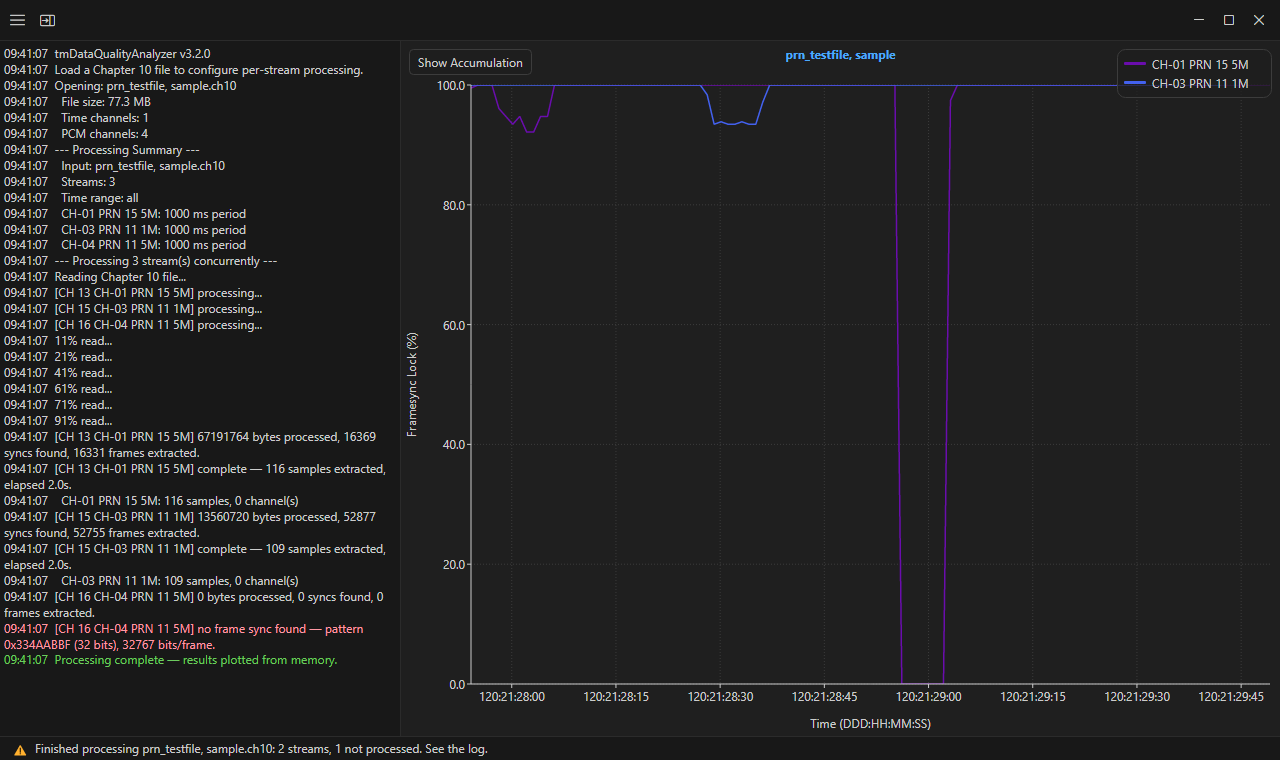 09:41:07 tmDataQualityAnalyzer v3.2.0
09:41:07 Load a Chapter 10 file to configure per-stream processing.
09:41:07 Opening: prn_testfile, sample.ch10
09:41:07 File size: 77.3 MB
09:41:07 Time channels: 1
09:41:07 PCM channels: 4
09:41:07 --- Processing Summary ---
09:41:07 Input: prn_testfile, sample.ch10
09:41:07 Streams: 3
09:41:07 Time range: all
09:41:07 CH-01 PRN 15 5M: 1000 ms period
09:41:07 CH-03 PRN 11 1M: 1000 ms period
09:41:07 CH-04 PRN 11 5M: 1000 ms period
09:41:07 --- Processing 3 stream(s) concurrently ---
09:41:07 Reading Chapter 10 file...
09:41:07 [CH 13 CH-01 PRN 15 5M] processing...
09:41:07 [CH 15 CH-03 PRN 11 1M] processing...
09:41:07 [CH 16 CH-04 PRN 11 5M] processing...
09:41:07 11% read...
09:41:07 21% read...
09:41:07 41% read...
09:41:07 61% read...
09:41:07 71% read...
09:41:07 91% read...
09:41:07 [CH 13 CH-01 PRN 15 5M] 67191764 bytes processed, 16369
syncs found, 16331 frames extracted.
09:41:07 [CH 13 CH-01 PRN 15 5M] complete — 116 samples extracted,
elapsed 2.0s.
09:41:07 CH-01 PRN 15 5M: 116 samples, 0 channel(s)
09:41:07 [CH 15 CH-03 PRN 11 1M] 13560720 bytes processed, 52877
syncs found, 52755 frames extracted.
09:41:07 [CH 15 CH-03 PRN 11 1M] complete — 109 samples extracted,
elapsed 2.0s.
09:41:07 CH-03 PRN 11 1M: 109 samples, 0 channel(s)
09:41:07 [CH 16 CH-04 PRN 11 5M] 0 bytes processed, 0 syncs found, 0
frames extracted.
09:41:07 [CH 16 CH-04 PRN 11 5M] no frame sync found — pattern
0x334AABBF (32 bits), 32767 bits/frame.
09:41:07 Processing complete — results plotted from memory.
Show Accumulation
prn_testfile, sample
CH-01 PRN 15 5M
CH-03 PRN 11 1M
Framesync Lock (%)
100.0
80.0
60.0
40.0
20.0
0.0
120:21:28:00 120:21:28:15 120:21:28:30 120:21:28:45 120:21:29:00 120:21:29:15 120:21:29:30 120:21:29:45
Time (DDD:HH:MM:SS)
Finished processing prn_testfile, sample.ch10: 2 streams, 1 not processed. See the log.